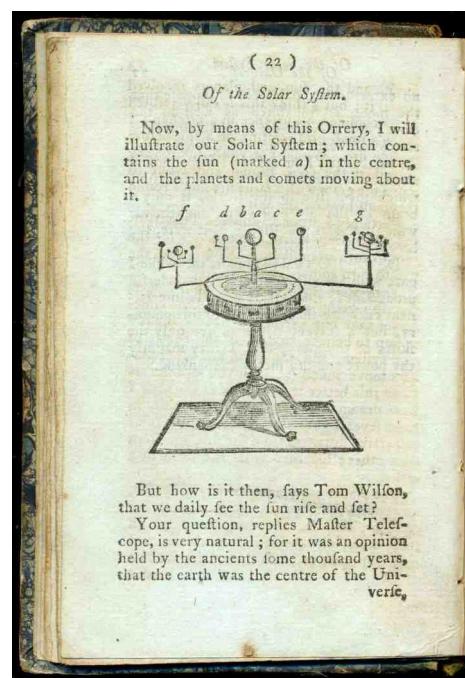 ( 22 )
Of the Solar Syſtem.
Now, by means of this Orrery, I will
illuſtrate our Solar Syſtem; which con-
tains the ſun (marked a) in the centre,
and the planets and comets moving about
it.
f d b a c e g
But how is it then, ſays Tom Wilſon,
that we daily ſee the ſun riſe and ſet?
Your queſtion, replies Maſter Teleſ-
cope, is very natural; for it was an opinion
held by the ancients ſome thouſand years,
that the earth was the centre of the Uni-
verſe,